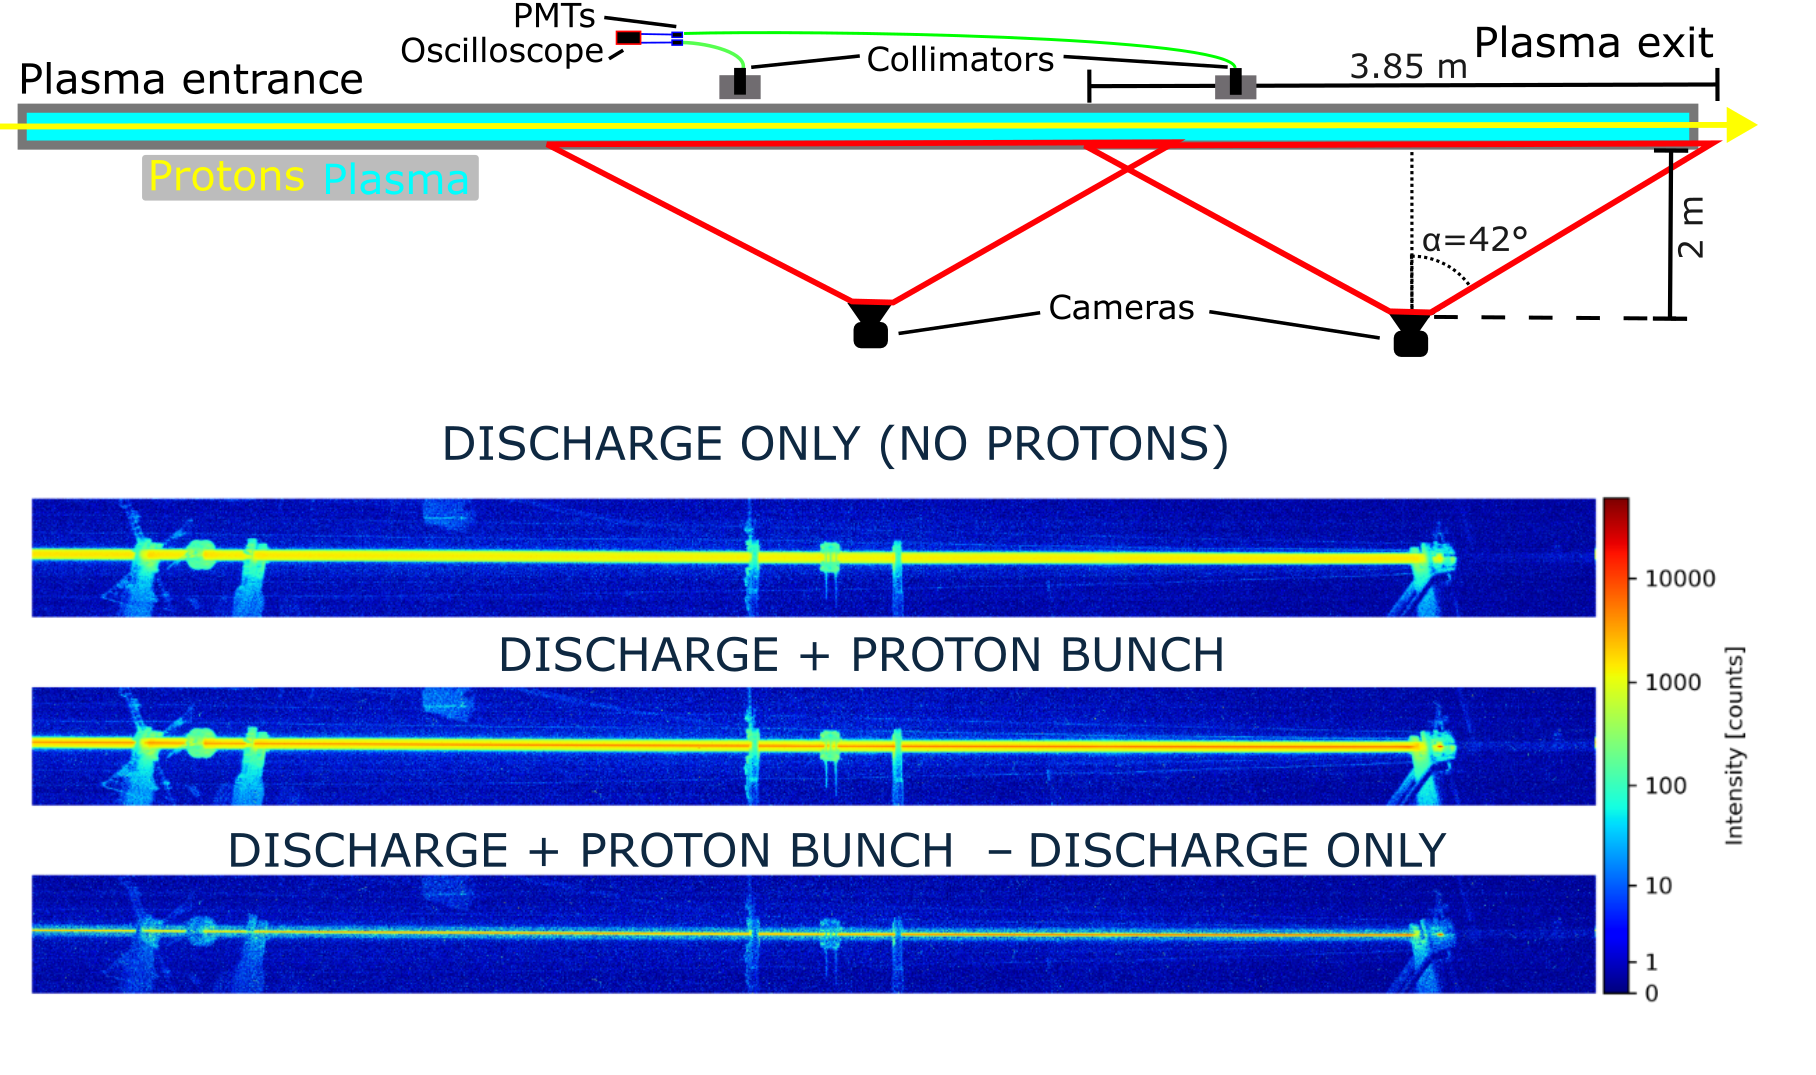 PMTs
Oscilloscope
Collimators
Plasma exit
3.85 m
Plasma entrance
Protons Plasma
α=42°
2 m
Cameras
DISCHARGE ONLY (NO PROTONS)
DISCHARGE + PROTON BUNCH
DISCHARGE + PROTON BUNCH – DISCHARGE ONLY
10000
1000
100
10
1
0
Intensity [counts]